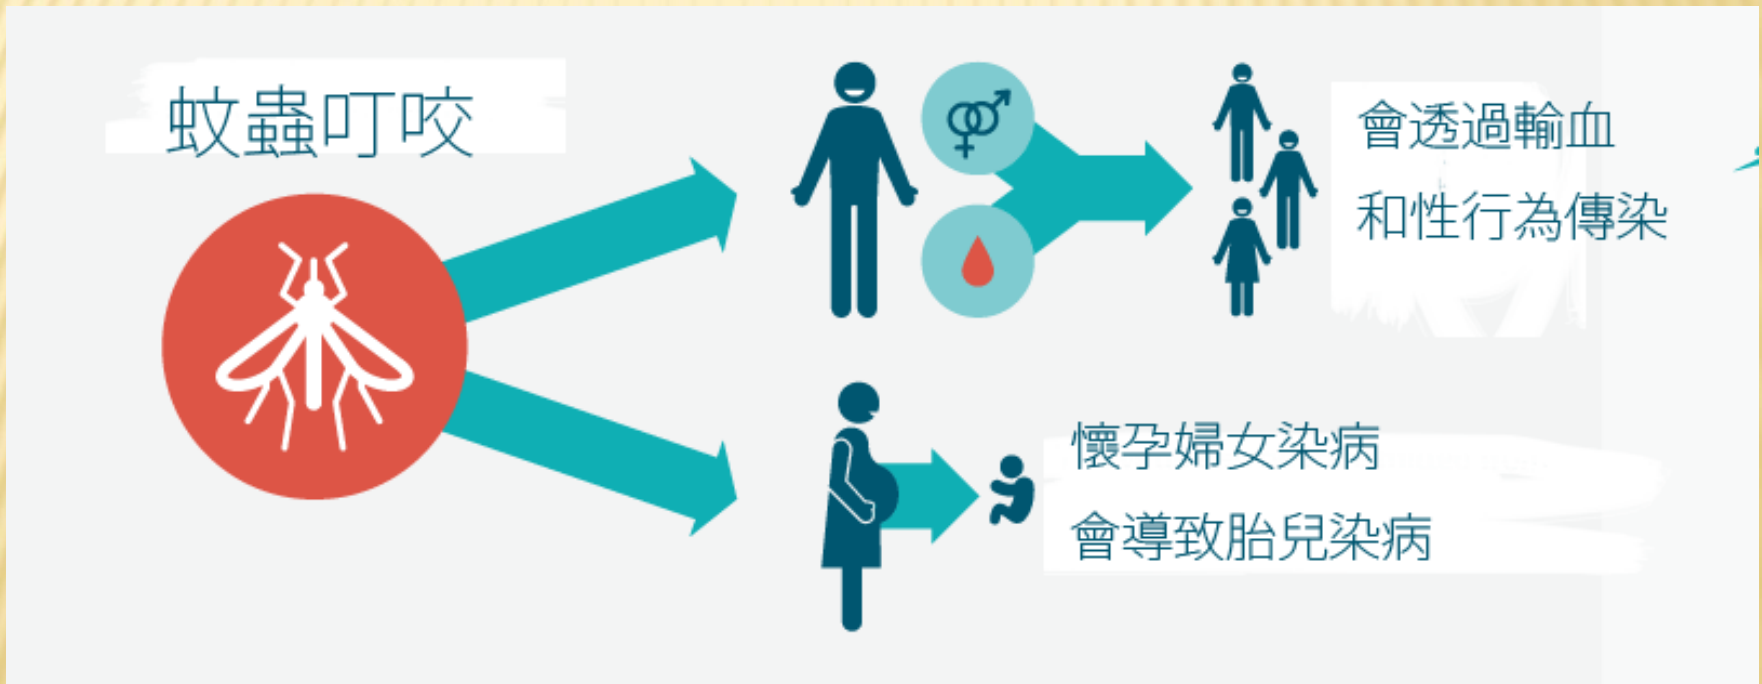 蚊蟲叮咬
會透過輸血
和性行為傳染
懷孕婦女染病
會導致胎兒染病